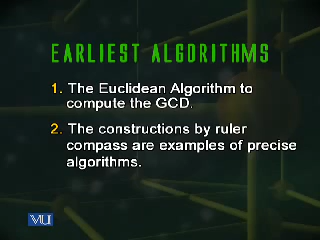 EARLIEST ALGORITHMS
1. The Euclidean Algorithm to
compute the GCD.
2. The constructions by ruler
compass are examples of precise
algorithms.
VU